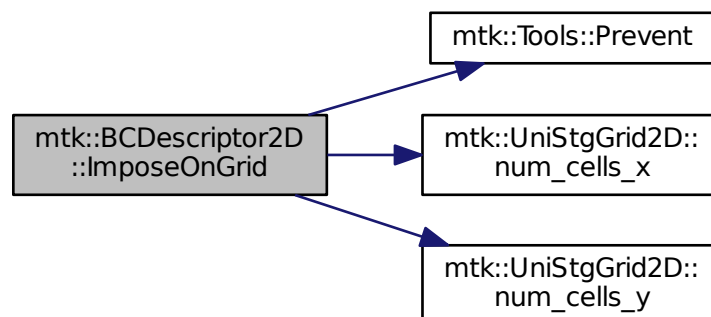 mtk::Tools::Prevent
mtk::BCDescriptor2D
::ImposeOnGrid
mtk::UniStgGrid2D::
num_cells_x
mtk::UniStgGrid2D::
num_cells_y